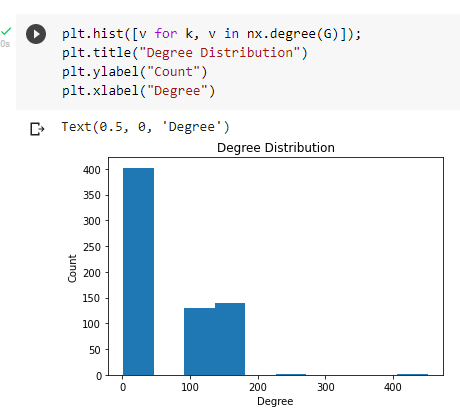 plt.hist([v for k, v in nx.degree(G)]);
plt.title("Degree Distribution")
plt.ylabel("Count")
plt.xlabel("Degree")
0s
Text(0.5, 0, 'Degree')
Degree Distribution
400
350
300
250
200
150
100
50
0
Count
0 100 200 300 400
Degree